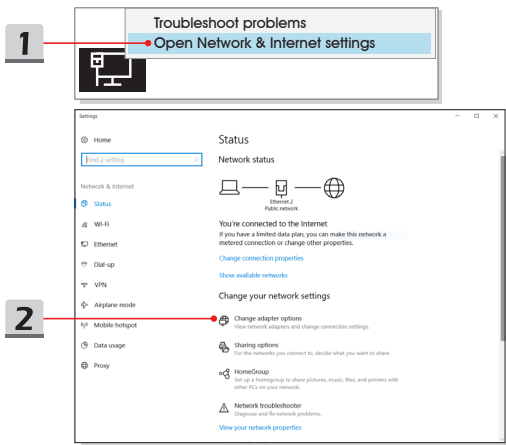 Troubleshoot problems
1
Open Network & Internet settings
Settings
Home
Status
Find a setting
Network status
Network & Internet
Status
Ethernet 2
Public network
Wi-Fi
You're connected to the Internet
If you have a limited data plan, you can make this network a
metered connection or change other properties.
Ethernet
Dial-up
Change connection properties
VPN
Show available networks
Airplane mode
Change your network settings
2
Mobile hotspot
Change adapter options
View network adapters and change connection settings.
Data usage
Sharing options
For the networks you connect to, decide what you want to share.
Proxy
HomeGroup
Set up a homegroup to share pictures, music, files, and printers with
other PCs on your network.
Network troubleshooter
Diagnose and fix network problems.
View your network properties